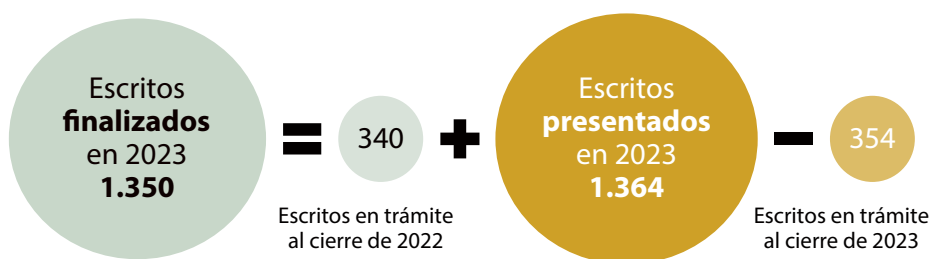 Escritos
finalizados
en 2023
1.350
=
340
Escritos en trámite
al cierre de 2022
+
Escritos
presentados
en 2023
1.364
−
354
Escritos en trámite
al cierre de 2023